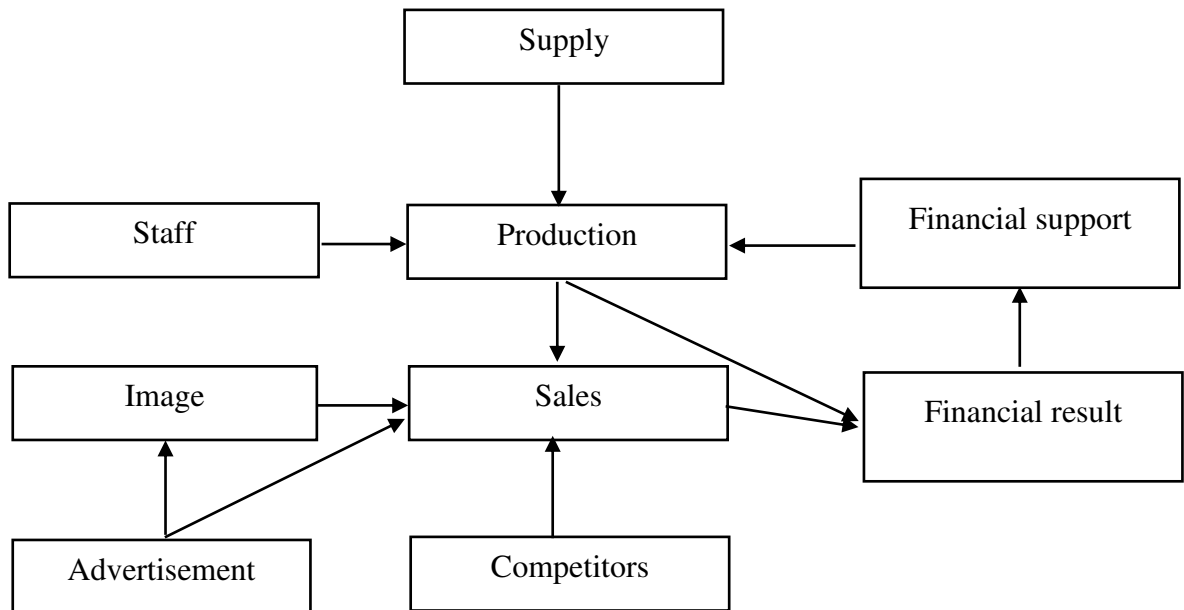 Supply
Staff
Production
Financial support
Image
Sales
Financial result
Advertisement
Competitors